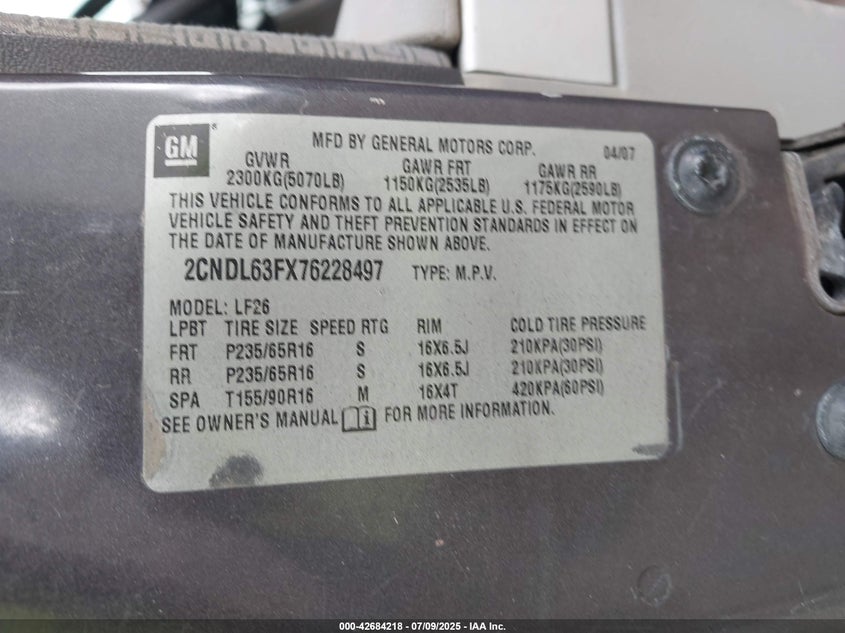 GM®
MFD BY GENERAL MOTORS CORP. 04/07
GVWR GAWR FRT GAWR RR
2300KG(5070LB) 1150KG(2535LB) 1175KG(2590LB)
THIS VEHICLE CONFORMS TO ALL APPLICABLE U.S. FEDERAL MOTOR
VEHICLE SAFETY AND THEFT PREVENTION STANDARDS IN EFFECT ON
THE DATE OF MANUFACTURE SHOWN ABOVE.
2CNDL63FX76228497 TYPE: M.P.V.
MODEL: LF26
LPBT TIRE SIZE SPEED RTG RIM COLD TIRE PRESSURE
FRT P235/65R16 S 16X6.5J 210KPA(30PSI)
RR P235/65R16 S 16X6.5J 210KPA(30PSI)
SPA T155/90R16 M 16X4T 420KPA(60PSI)
SEE OWNER'S MANUAL i FOR MORE INFORMATION.
000-42684218 | 07/09/2025 - IAA Inc.